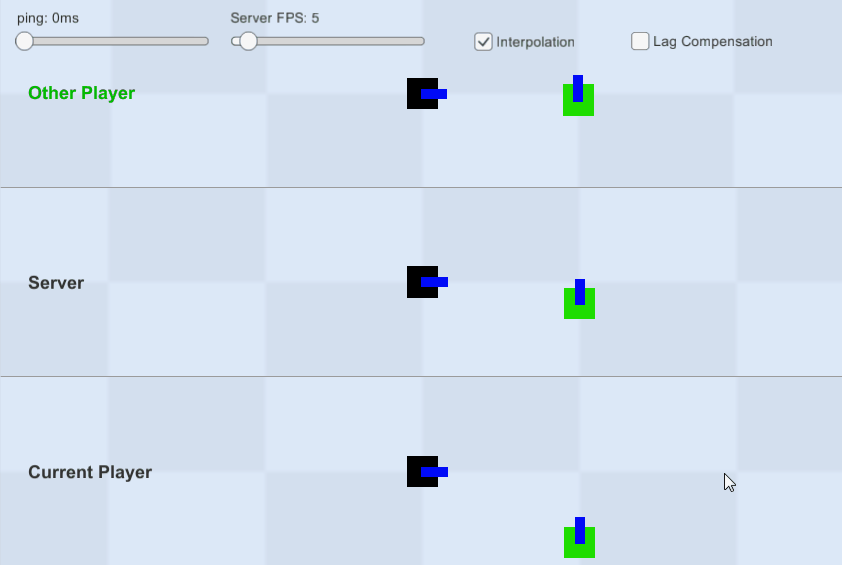 ping: 0ms
Server FPS: 5
Interpolation
Lag Compensation
Other Player
Server
Current Player